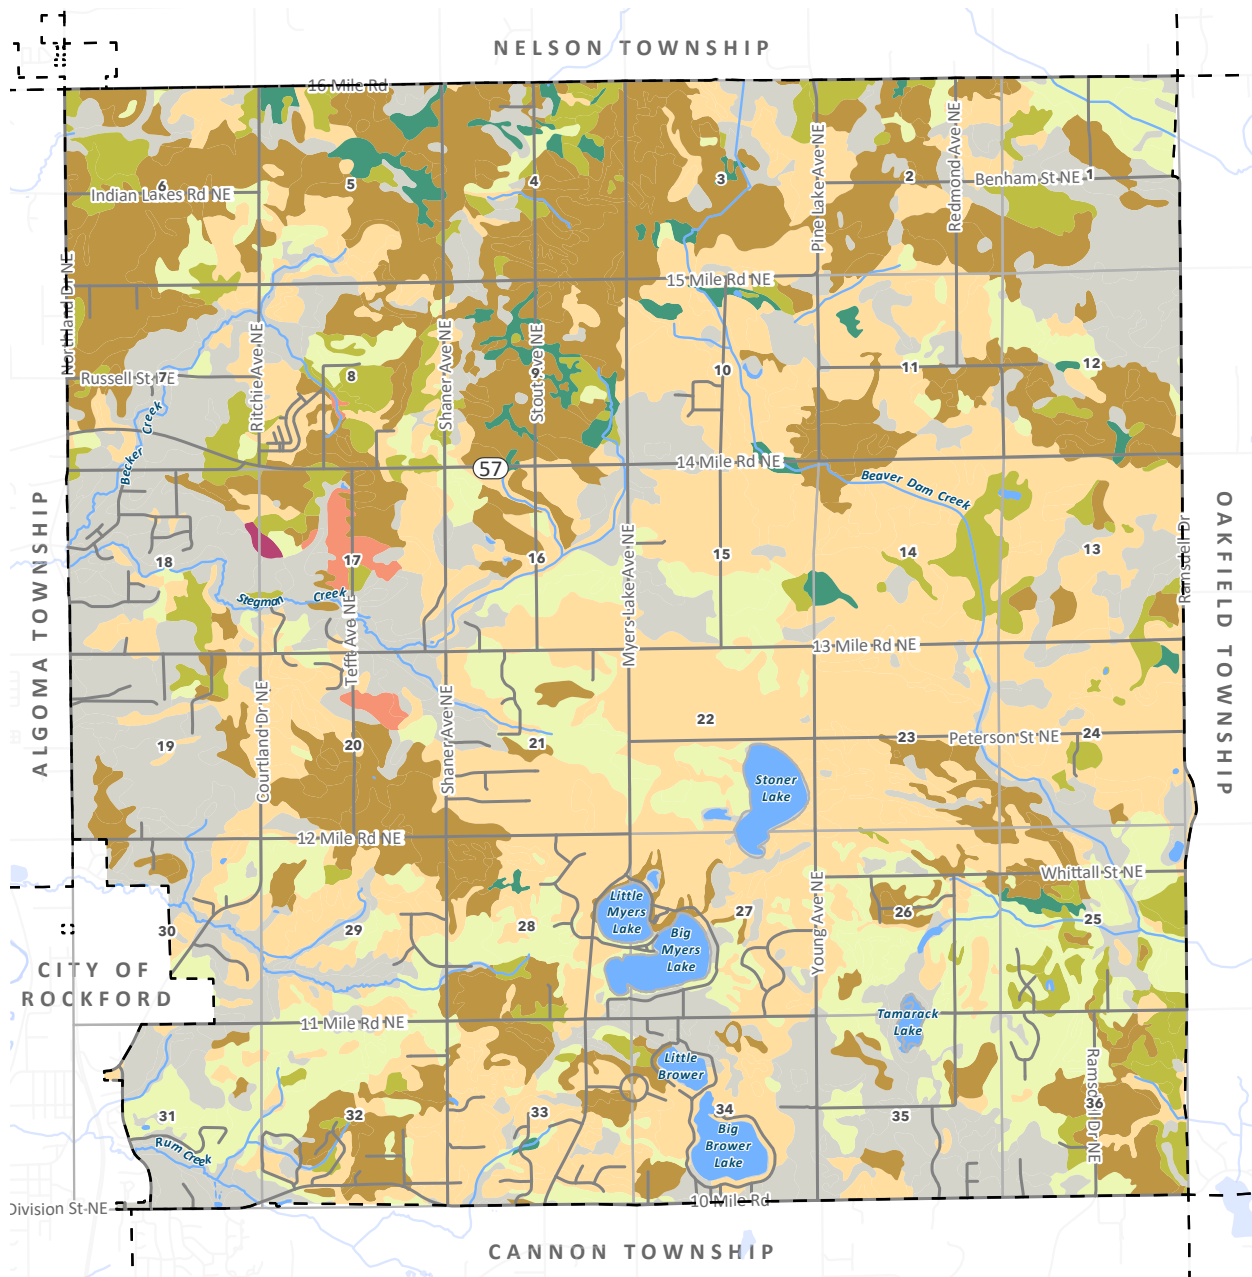 NELSON TOWNSHIP
16 Mile Rd
6
5
4
3
2
1
Indian Lakes Rd NE
Benham St NE
Pine Lake Ave NE
Redmond Ave NE
15 Mile Rd NE
Northland Dr NE
Ritchie Ave NE
Shaner Ave NE
Stout Ave NE
Russell St NE
7
8
9
10
11
12
Becker Creek
57
14 Mile Rd NE
Beaver Dam Creek
ALGOMA TOWNSHIP
OAKFIELD TOWNSHIP
Myers Lake Ave NE
Ramsdell Dr
18
17
16
15
14
13
Stegman Creek
Tefft Ave NE
13 Mile Rd NE
Courtland Dr NE
Shaner Ave NE
19
20
21
22
23
24
Peterson St NE
Stoner
Lake
12 Mile Rd NE
Whittall St NE
Young Ave NE
Little
Myers
Lake
Big
Myers
Lake
30
29
28
27
26
25
CITY OF
ROCKFORD
11 Mile Rd NE
Tamarack
Lake
Little
Brower
Ramsdell Dr NE
31
32
33
34
35
36
Big
Brower
Lake
Rum Creek
10 Mile Rd
Division St NE
CANNON TOWNSHIP